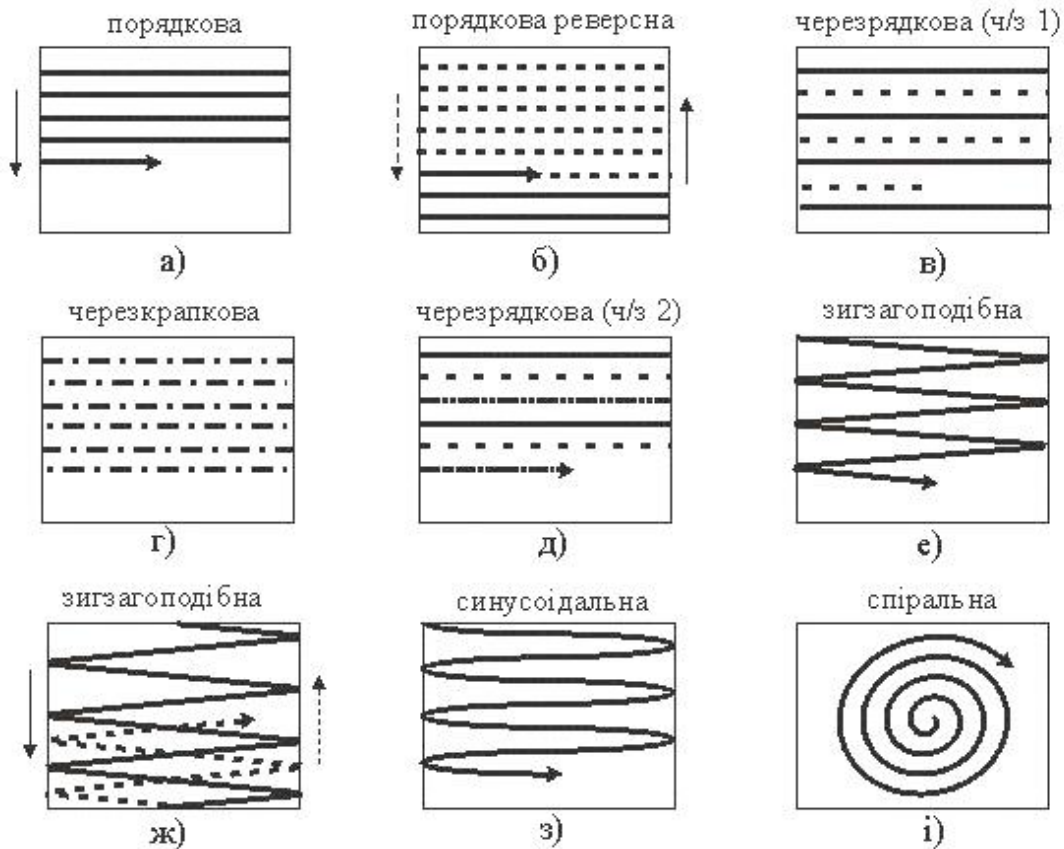 порядкова
порядкова реверсна
черезрядкова (ч/з 1)
а)
б)
в)
черезкрапкова
черезрядкова (ч/з 2)
зигзагоподібна
г)
д)
е)
зигзагоподібна
синусоідальна
спіральна
ж)
з)
і)